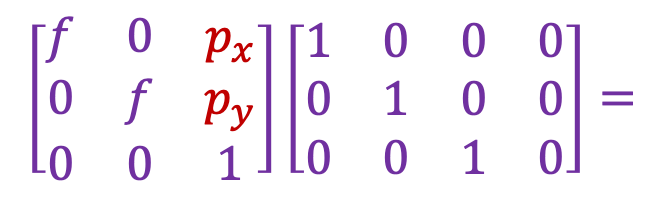 [f 0 p_x] [1 0 0 0]
[0 f p_y] [0 1 0 0] =
[0 0 1] [0 0 1 0]